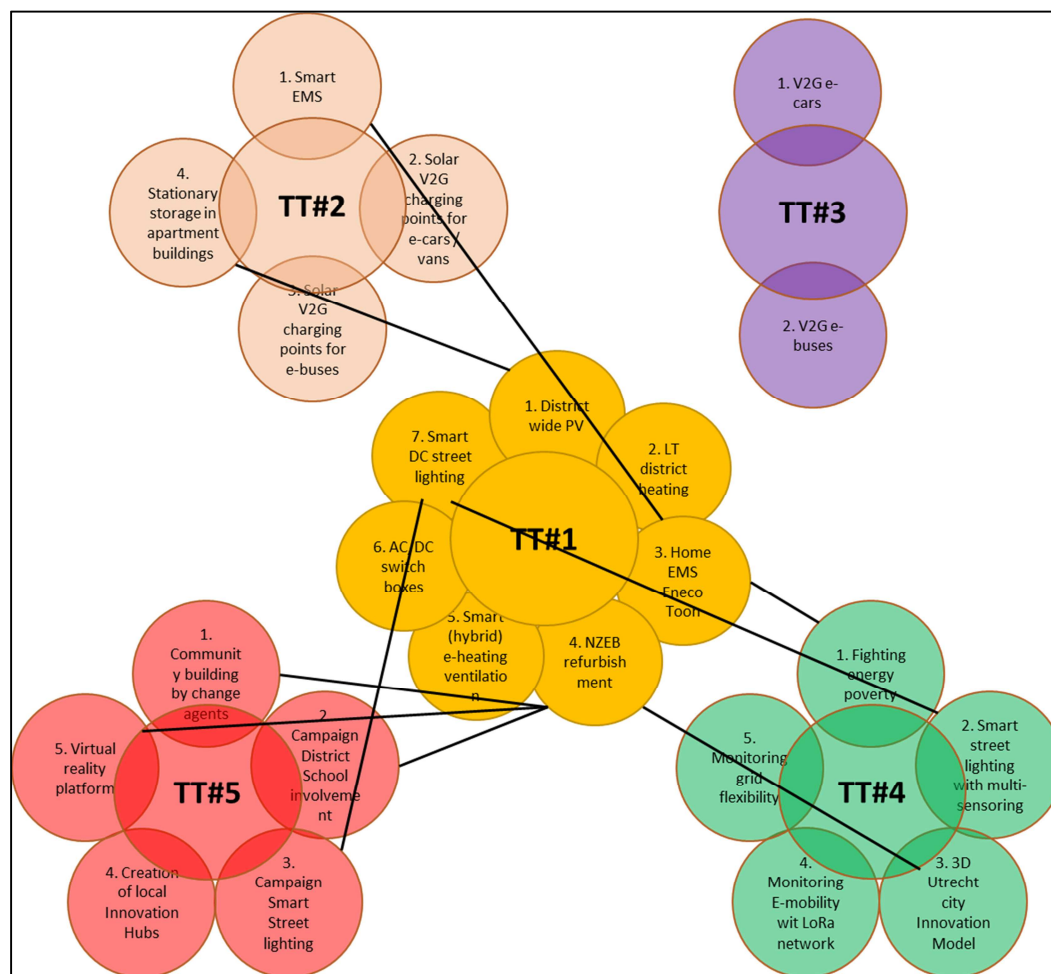 1. Smart
EMS
TT#2
2. Solar
V2G
charging
points for
e-cars /
vans
3. Solar
V2G
charging
points for
e-buses
4.
Stationary
storage in
apartment
buildings
1. V2G e-
cars
TT#3
2. V2G e-
buses
1. District
wide PV
2. LT
district
heating
3. Home
EMS
Eneco
Toon
4. NZEB
refurbish
ment
5. Smart
(hybrid)
e-heating
ventilatio
n
6. AC/DC
switch
boxes
7. Smart
DC street
lighting
TT#1
1.
Communit
y building
by change
agents
2.
Campaign
District
School
involveme
nt
3.
Campaign
Smart
Street
lighting
4. Creation
of local
Innovation
Hubs
5. Virtual
reality
platform
TT#5
1. Fighting
energy
poverty
2. Smart
street
lighting
with multi-
sensoring
3. 3D
Utrecht
city
Innovation
Model
4.
Monitoring
E-mobility
wit LoRa
network
5.
Monitoring
grid
flexibility
TT#4